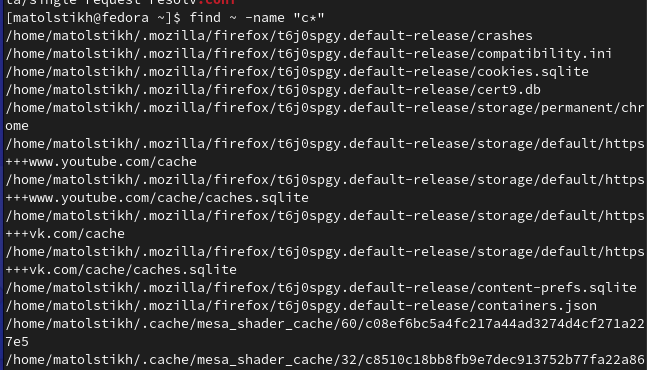 ta/single-request-resolv.conf
[matolstikh@fedora ~]$ find ~ -name "c*"
/home/matolstikh/.mozilla/firefox/t6j0spgy.default-release/crashes
/home/matolstikh/.mozilla/firefox/t6j0spgy.default-release/compatibility.ini
/home/matolstikh/.mozilla/firefox/t6j0spgy.default-release/cookies.sqlite
/home/matolstikh/.mozilla/firefox/t6j0spgy.default-release/cert9.db
/home/matolstikh/.mozilla/firefox/t6j0spgy.default-release/storage/permanent/chr
ome
/home/matolstikh/.mozilla/firefox/t6j0spgy.default-release/storage/default/https
+++www.youtube.com/cache
/home/matolstikh/.mozilla/firefox/t6j0spgy.default-release/storage/default/https
+++www.youtube.com/cache/caches.sqlite
/home/matolstikh/.mozilla/firefox/t6j0spgy.default-release/storage/default/https
+++vk.com/cache
/home/matolstikh/.mozilla/firefox/t6j0spgy.default-release/storage/default/https
+++vk.com/cache/caches.sqlite
/home/matolstikh/.mozilla/firefox/t6j0spgy.default-release/content-prefs.sqlite
/home/matolstikh/.mozilla/firefox/t6j0spgy.default-release/containers.json
/home/matolstikh/.cache/mesa_shader_cache/60/c08ef6bc5a4fc217a44ad3274d4cf271a22
7e5
/home/matolstikh/.cache/mesa_shader_cache/32/c8510c18bb8fb9e7dec913752b77fa22a86